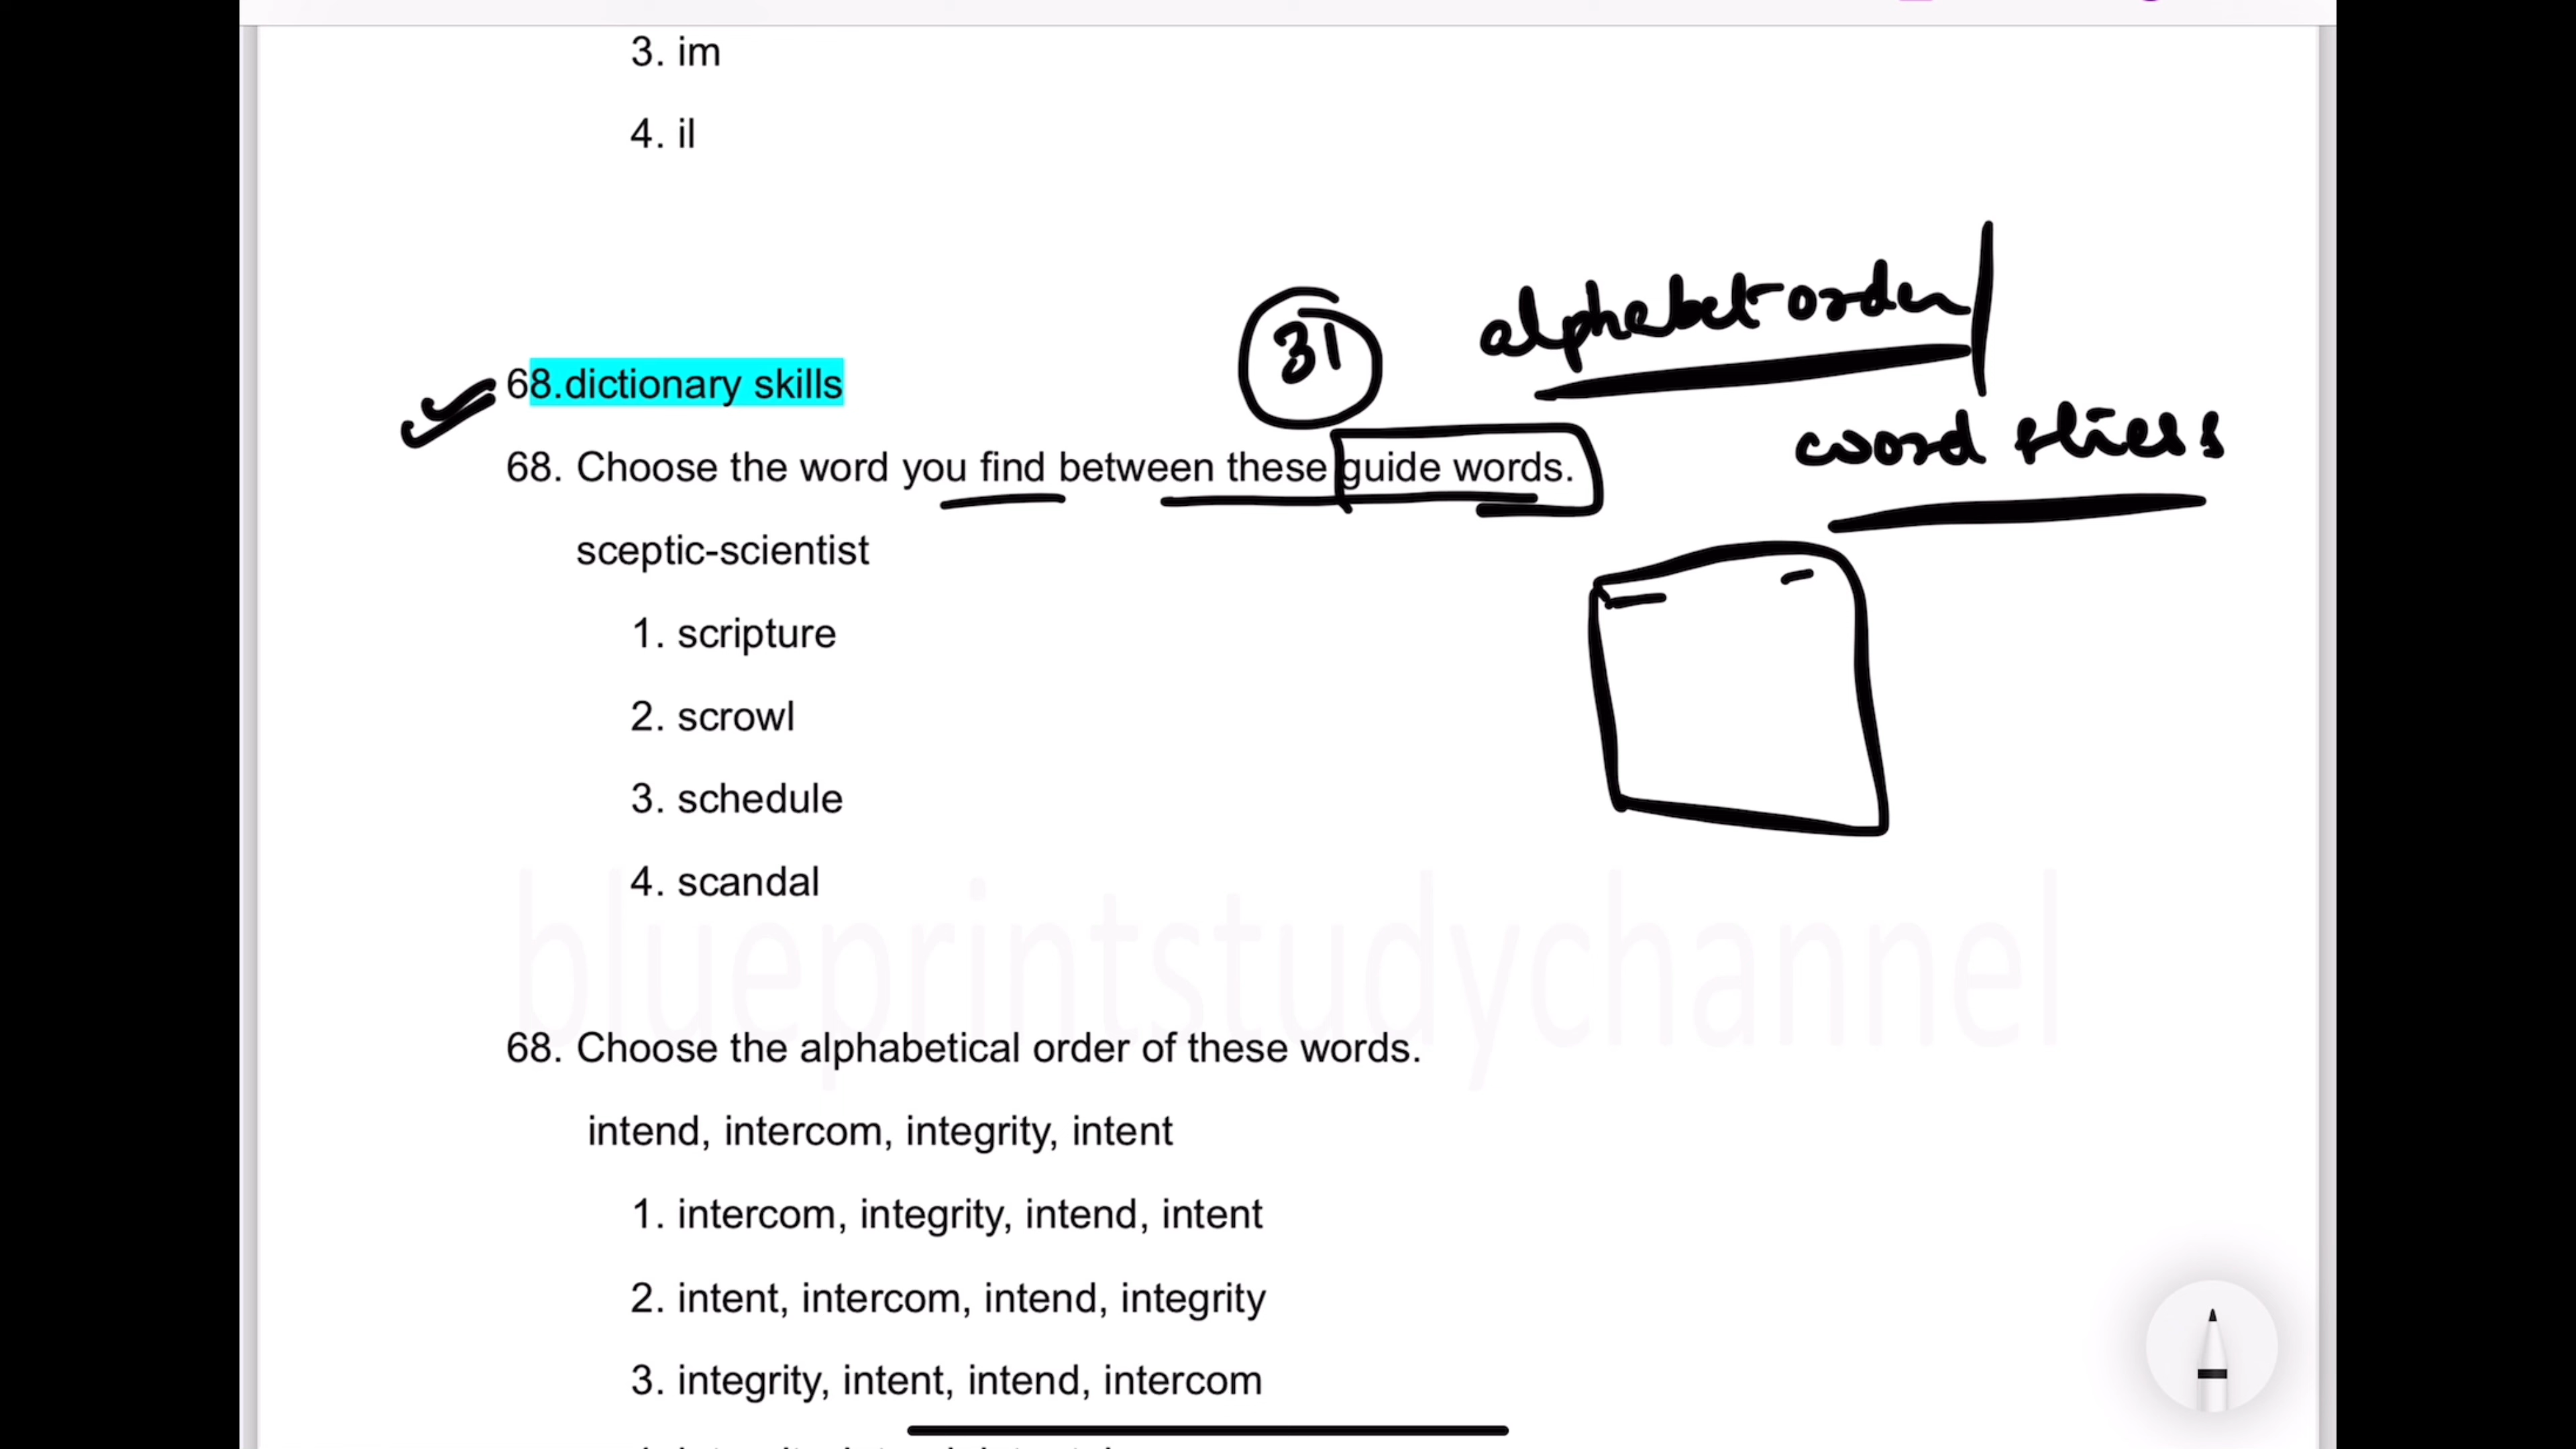 3. im
4. il
31
alphabet order
68.dictionary skills
word stress
68. Choose the word you find between these guide words.
sceptic-scientist
1. scripture
2. scrowl
3. schedule
4. scandal
blueprintstudychannel
68. Choose the alphabetical order of these words.
intend, intercom, integrity, intent
1. intercom, integrity, intend, intent
2. intent, intercom, intend, integrity
3. integrity, intent, intend, intercom